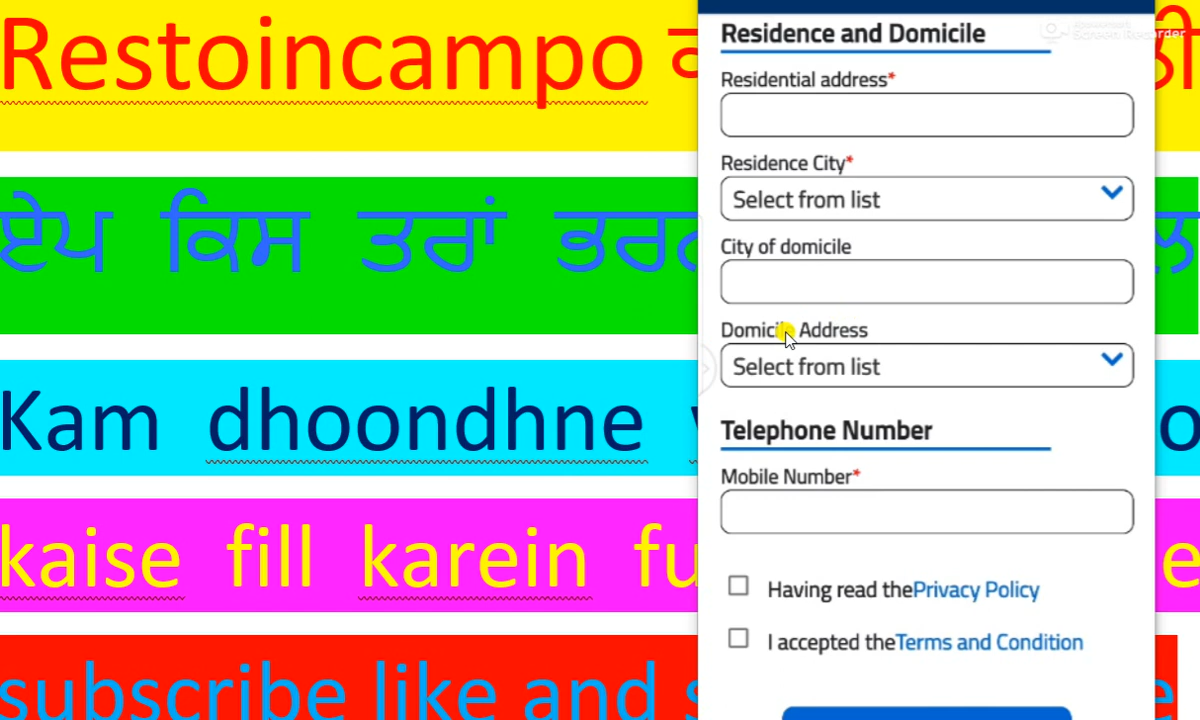 Restoincampo
Residence and Domicile
Residential address*
Residence City*
Select from list
City of domicile
Domicile Address
Select from list
Telephone Number
Mobile Number*
Having read thePrivacy Policy
I accepted theTerms and Condition
ਏਪ ਕਿਸ ਤਰਾਂ
Kam dhoondhne
kaise fill karein
subscribe like and
Screen Recorder